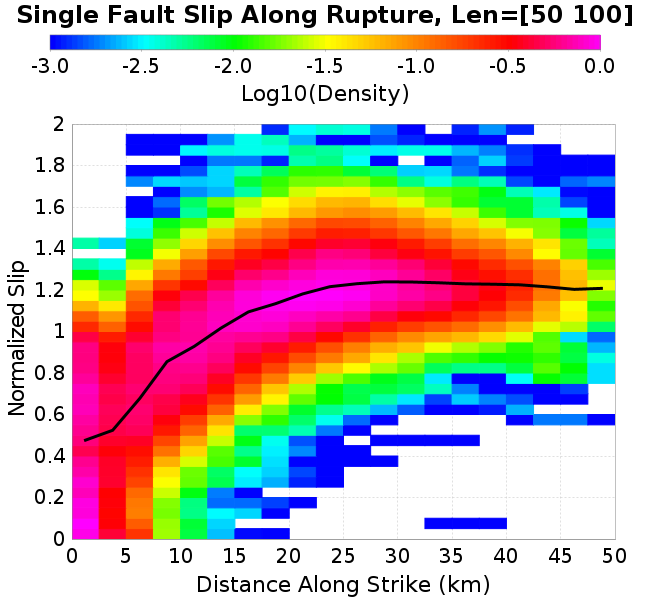 Single Fault Slip Along Rupture, Len=[50 100]
-3.0 -2.5 -2.0 -1.5 -1.0 -0.5 0.0
Log10(Density)
Normalized Slip
2
1.8
1.6
1.4
1.2
1
0.8
0.6
0.4
0.2
0
0 5 10 15 20 25 30 35 40 45 50
Distance Along Strike (km)